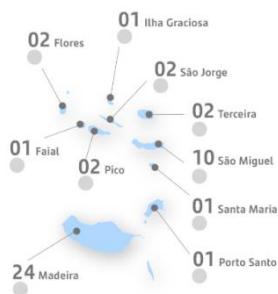 01 Ilha Graciosa
02 Flores
02 São Jorge
02 Terceira
01 Faial
02 Pico
10 São Miguel
01 Santa Maria
01 Porto Santo
24 Madeira